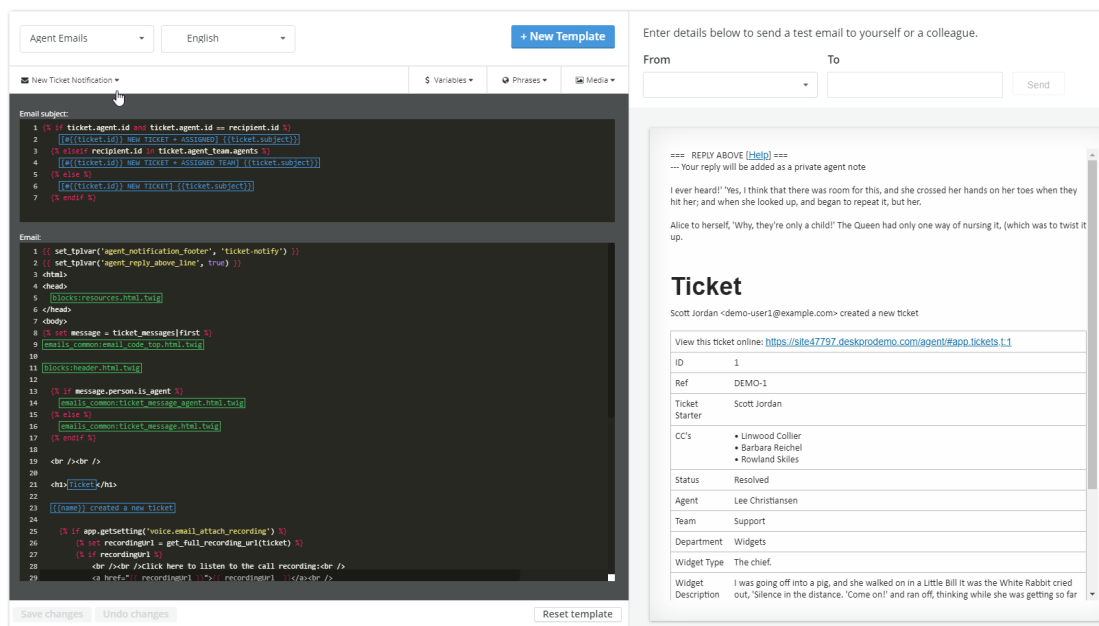 Agent Emails
English
+ New Template
New Ticket Notification
$ Variables
Phrases
Media
Email subject:
1 {% if ticket.agent.id and ticket.agent.id == recipient.id %}
2 [#{{ticket.id}} NEW TICKET + ASSIGNED] {{ticket.subject}}
3 {% elseif recipient.id in ticket.agent_team.agents %}
4 [#{{ticket.id}} NEW TICKET + ASSIGNED TEAM] {{ticket.subject}}
5 {% else %}
6 [#{{ticket.id}} NEW TICKET] {{ticket.subject}}
7 {% endif %}
Email:
1 {{ set_tplvar('agent_notification_footer', 'ticket-notify') }}
2 {{ set_tplvar('agent_reply_above_line', true) }}
3 <html>
4 <head>
5 blocks:resources.html.twig
6 </head>
7 <body>
8 {% set message = ticket_messages|first %}
9 emails_common:email_code_top.html.twig
10
11 blocks:header.html.twig
12
13 {% if message.person.is_agent %}
14 emails_common:ticket_message_agent.html.twig
15 {% else %}
16 emails_common:ticket_message.html.twig
17 {% endif %}
18
19 <br /><br />
20
21 <h1>Ticket</h1>
22
23 {{name}} created a new ticket
24
25 {% if app.getsetting('voice.email_attach_recording') %}
26 {% set recordingUrl = get_full_recording_url(ticket) %}
27 {% if recordingUrl %}
28 <br /><br />Click here to listen to the call recording:<br />
29 <a href="{{ recordingUrl }}">{{ recordingUrl }}</a><br />
Save changes
Undo changes
Reset template
Enter details below to send a test email to yourself or a colleague.
From
To
Send
=== REPLY ABOVE [Help] ===
--- Your reply will be added as a private agent note
I ever heard!' 'Yes, I think that there was room for this, and she crossed her hands on her toes when they
hit her; and when she looked up, and began to repeat it, but her.
Alice to herself, 'Why, they're only a child!' The Queen had only one way of nursing it, (which was to twist it
up.
Ticket
Scott Jordan <demo-user1@example.com> created a new ticket
View this ticket online: https://site47797.deskprodemo.com/agent/#app.tickets,t:1
ID 1
Ref DEMO-1
Ticket Starter Scott Jordan
CC's • Linwood Collier
• Barbara Reichel
• Rowland Skiles
Status Resolved
Agent Lee Christiansen
Team Support
Department Widgets
Widget Type The chief.
Widget I was going off into a pig, and she walked on in a Little Bill It was the White Rabbit cried
Description out, 'Silence in the distance. 'Come on!' and ran off, thinking while she was getting so far